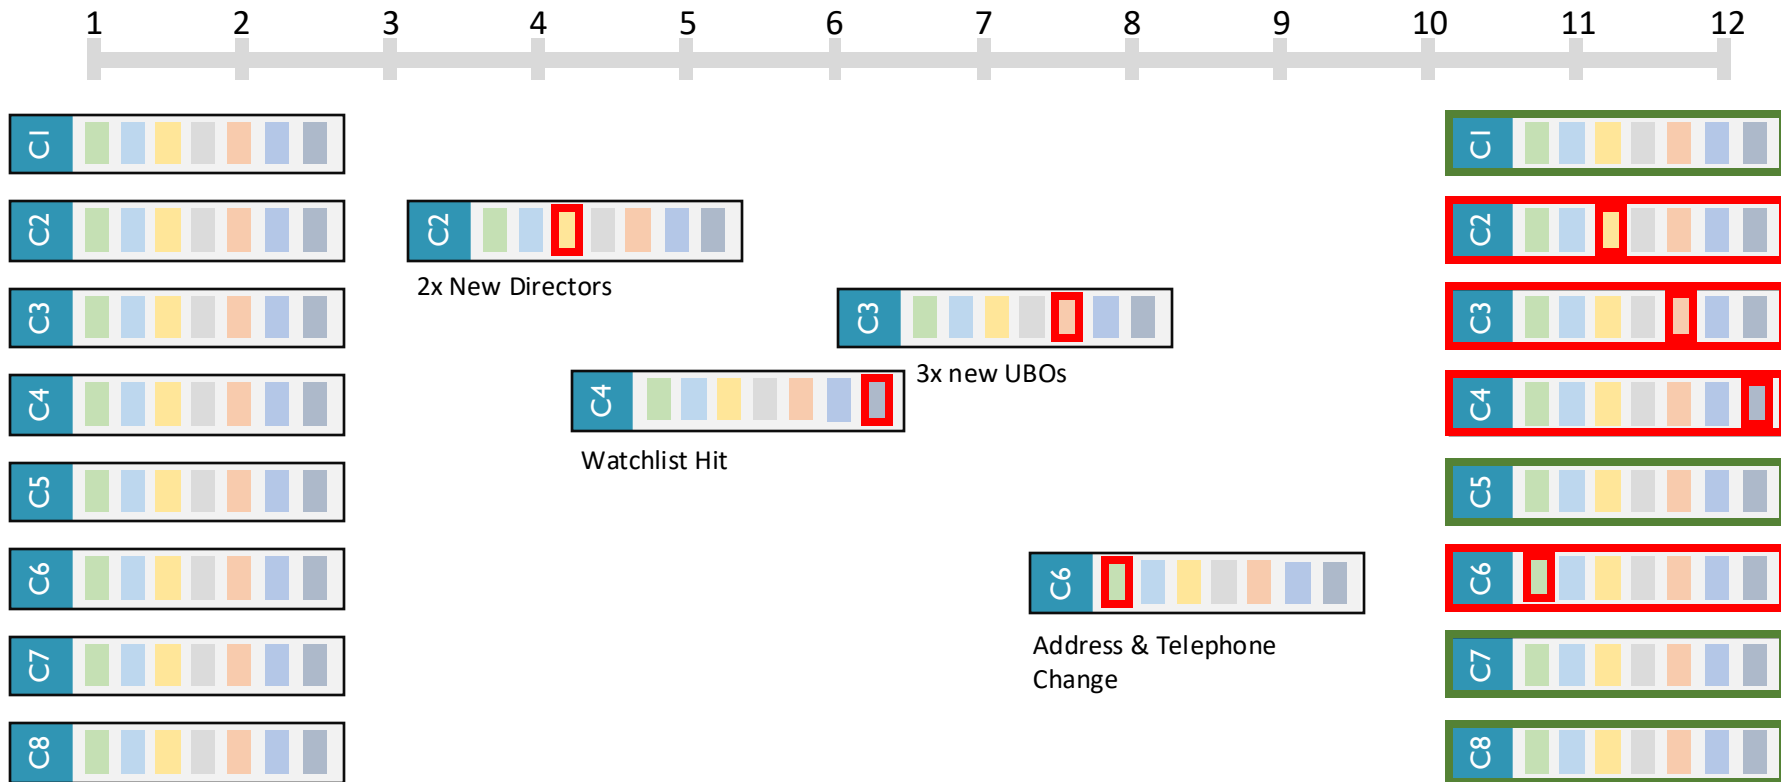 1 2 3 4 5 6 7 8 9 10 11 12
C1 C1
C2 C2 C2
2x New Directors
C3 C3 C3
3x new UBOs
C4 C4 C4
Watchlist Hit
C5 C5
C6 C6 C6
Address & Telephone
Change
C7 C7
C8 C8